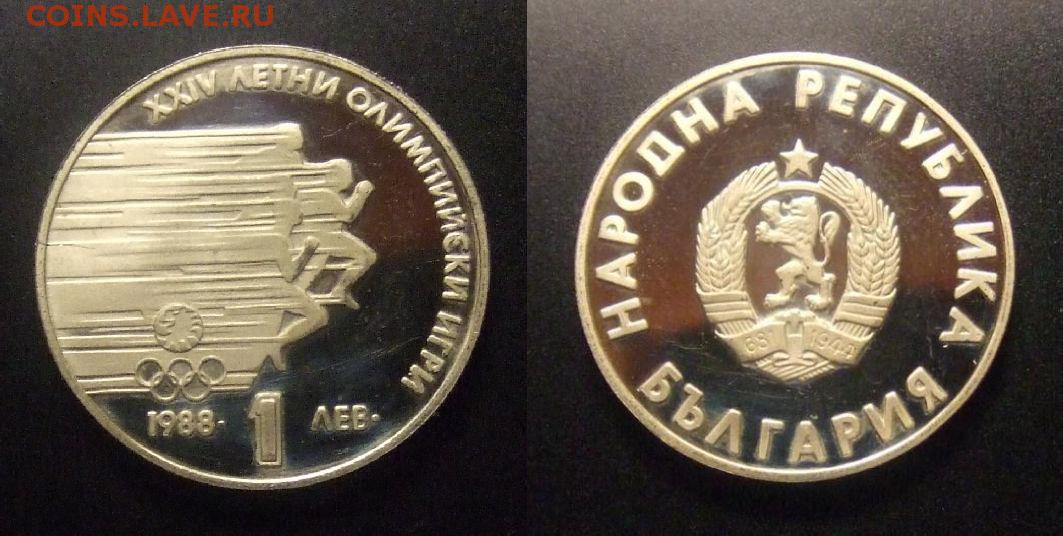 COINS.LAVE.RU
XXIV ЛЕТНИ ОЛИМПИЙСКИ ИГРИ
1988· 1 ЛЕВ·
НАРОДНА РЕПУБЛИКА
681 1944
БЪЛГАРИЯ